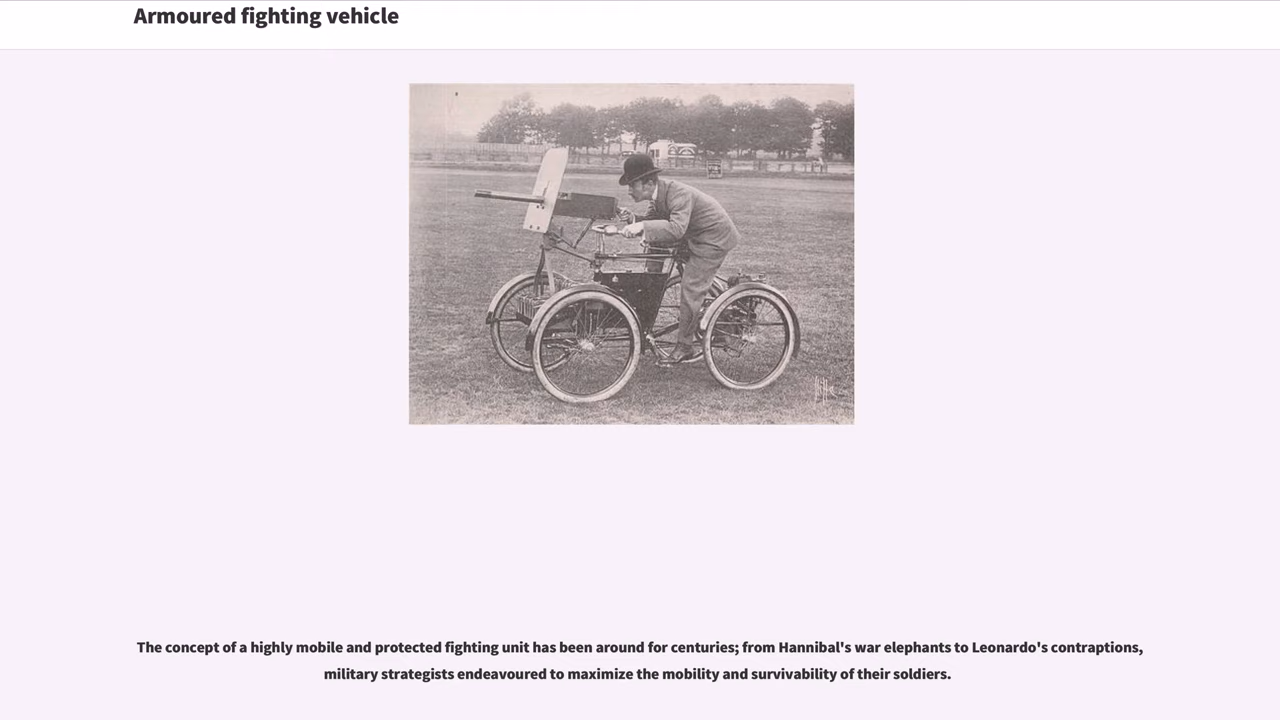 Armoured fighting vehicle
The concept of a highly mobile and protected fighting unit has been around for centuries; from Hannibal's war elephants to Leonardo's contraptions,
military strategists endeavoured to maximize the mobility and survivability of their soldiers.